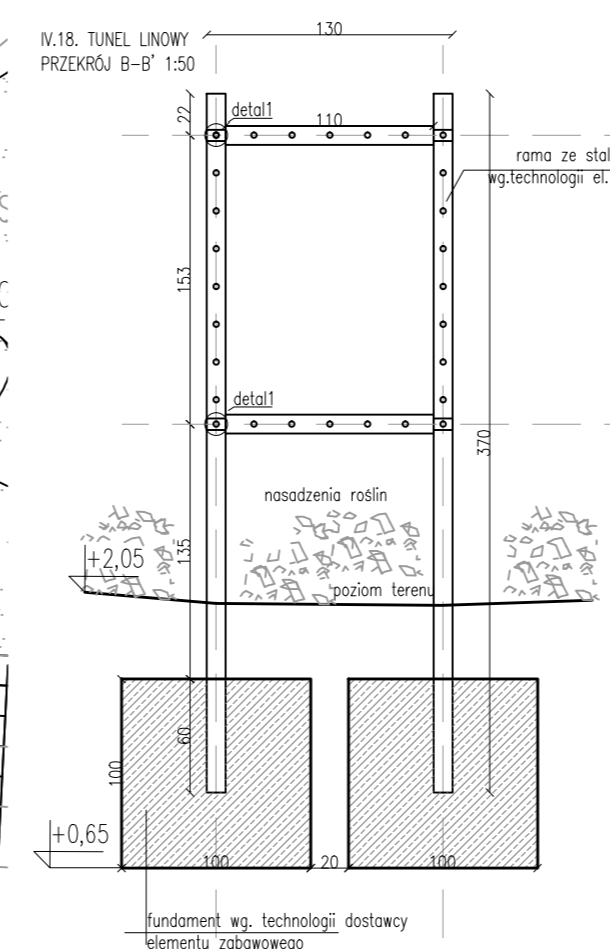 IV.18. TUNEL LINOWY
PRZEKRÓJ B–B' 1:50
130
22
detal1
110
rama ze stal
wg.technologii el.
153
detal1
370
nasadzenia roślin
135
+2,05
poziom terenu
60
100
+0,65
100
20
100
fundament wg. technologii dostawcy
elementu zabawowego